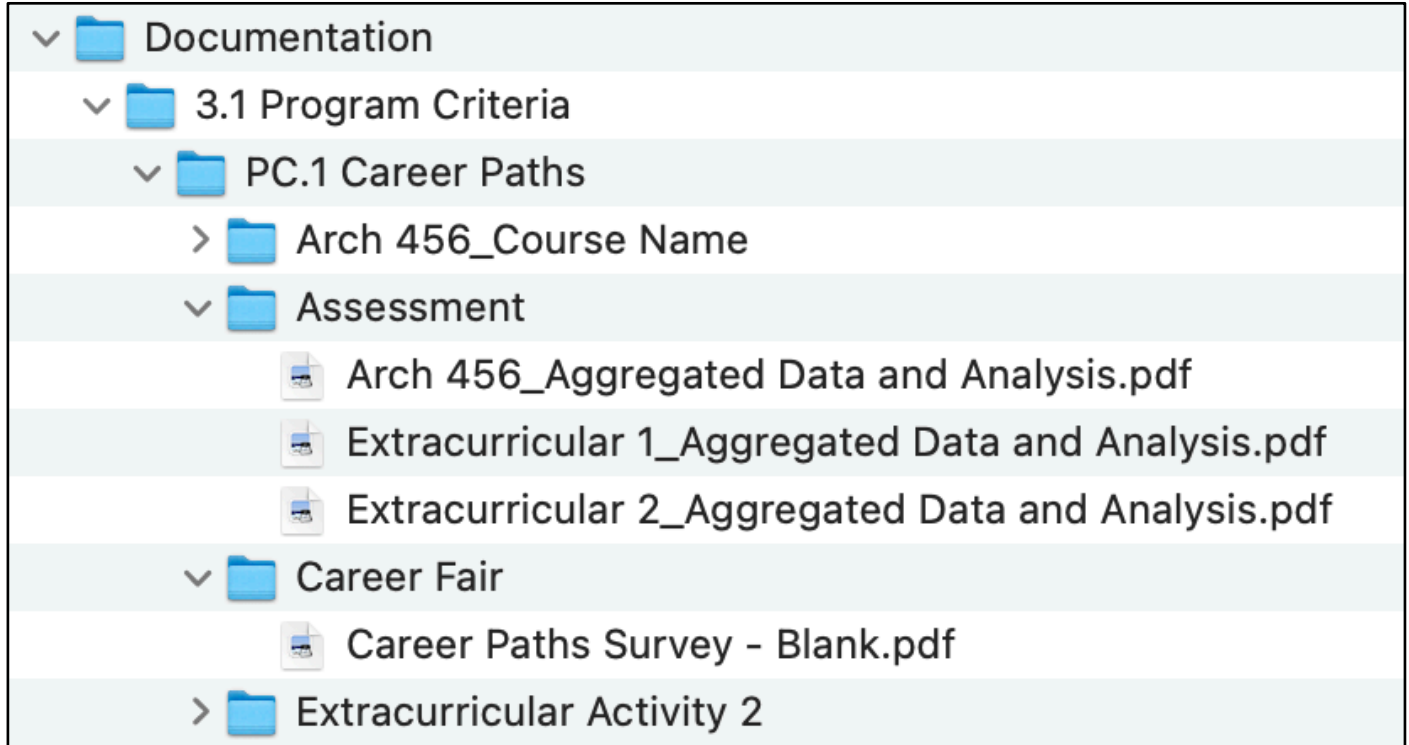 Documentation
3.1 Program Criteria
PC.1 Career Paths
Arch 456_Course Name
Assessment
Arch 456_Aggregated Data and Analysis.pdf
Extracurricular 1_Aggregated Data and Analysis.pdf
Extracurricular 2_Aggregated Data and Analysis.pdf
Career Fair
Career Paths Survey - Blank.pdf
Extracurricular Activity 2